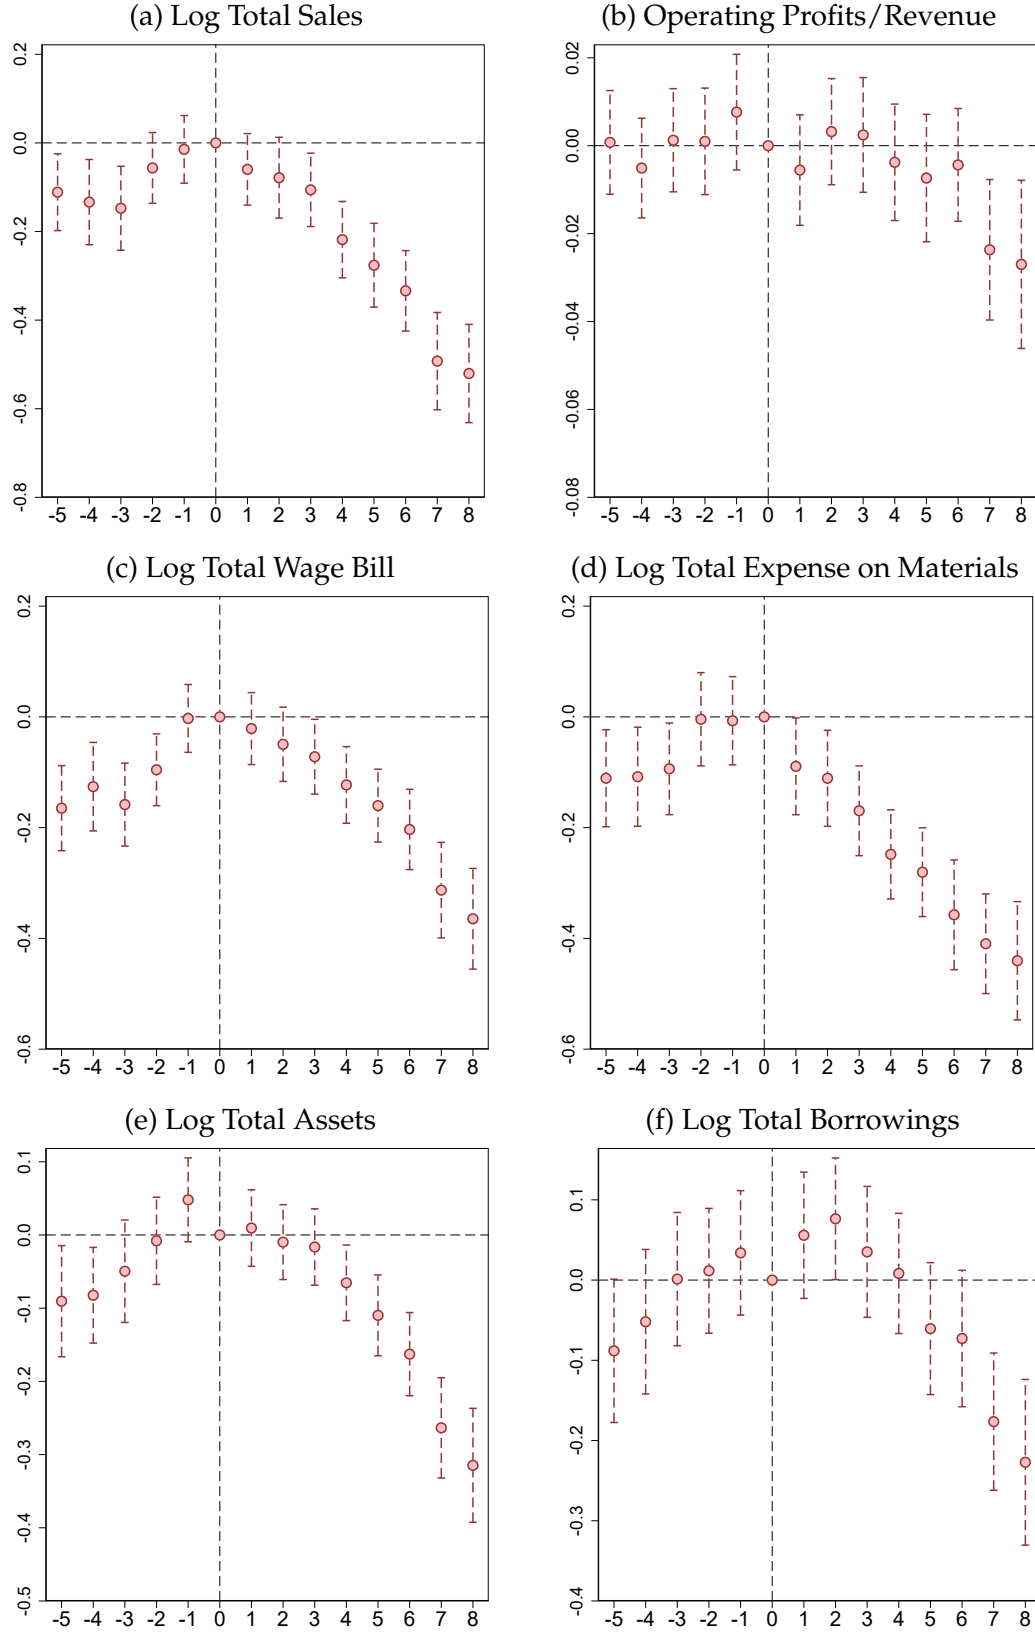 (a) Log Total Sales
0.2
0.0
-0.2
-0.4
-0.6
-0.8
-5 -4 -3 -2 -1 0 1 2 3 4 5 6 7 8
(b) Operating Profits/Revenue
0.02
0.00
-0.02
-0.04
-0.06
-0.08
-5 -4 -3 -2 -1 0 1 2 3 4 5 6 7 8
(c) Log Total Wage Bill
0.2
0.0
-0.2
-0.4
-0.6
-5 -4 -3 -2 -1 0 1 2 3 4 5 6 7 8
(d) Log Total Expense on Materials
0.2
0.0
-0.2
-0.4
-0.6
-5 -4 -3 -2 -1 0 1 2 3 4 5 6 7 8
(e) Log Total Assets
0.1
0.0
-0.1
-0.2
-0.3
-0.4
-0.5
-5 -4 -3 -2 -1 0 1 2 3 4 5 6 7 8
(f) Log Total Borrowings
0.1
0.0
-0.1
-0.2
-0.3
-0.4
-5 -4 -3 -2 -1 0 1 2 3 4 5 6 7 8